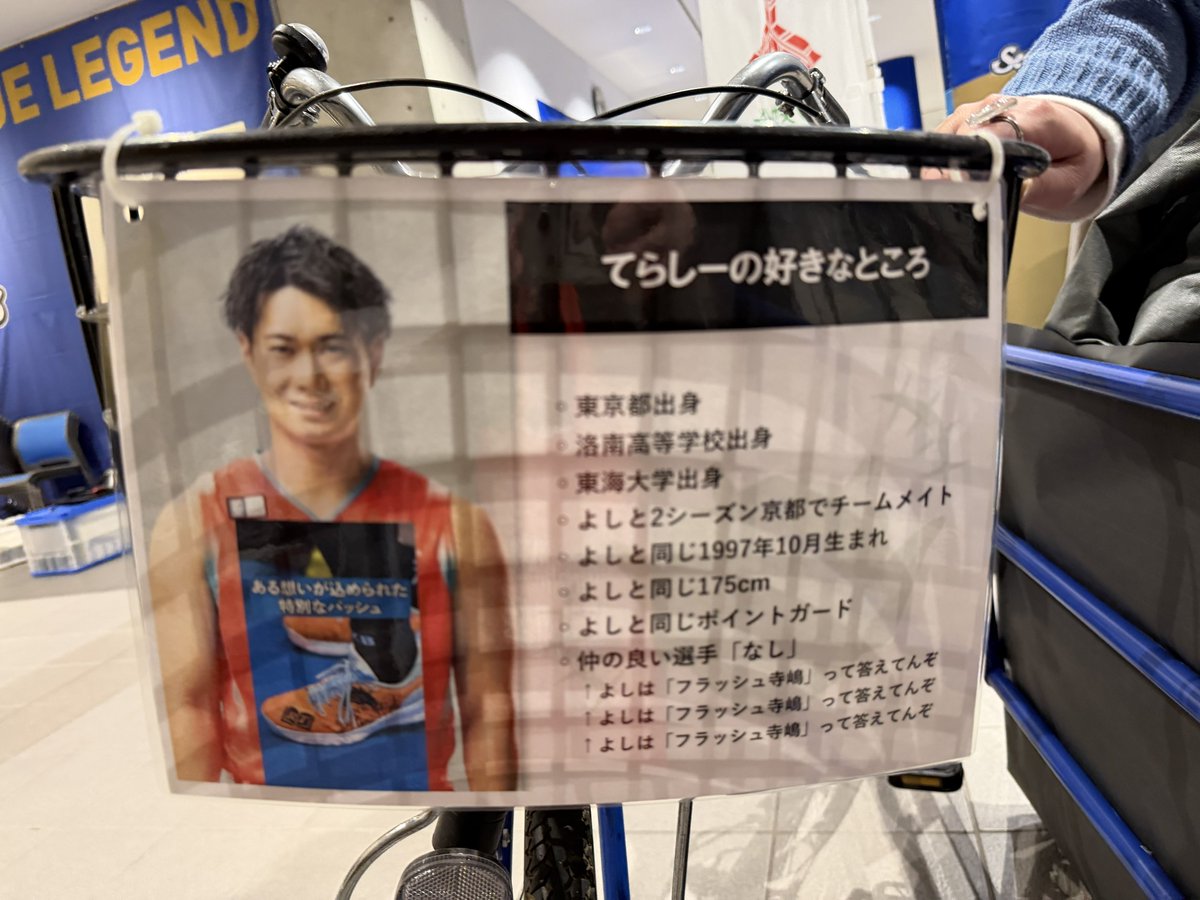 UE LEGEND
てらしーの好きなところ
◦ 東京都出身
◦ 洛南高等学校出身
◦ 東海大学出身
◦ よしと2シーズン京都でチームメイト
◦ よしと同じ1997年10月生まれ
◦ よしと同じ175cm
◦ よしと同じポイントガード
◦ 仲の良い選手「なし」
↑よしは「フラッシュ寺嶋」って答えてんぞ
↑よしは「フラッシュ寺嶋」って答えてんぞ
↑よしは「フラッシュ寺嶋」って答えてんぞ
ある想いが込められた
特別なバッシュ